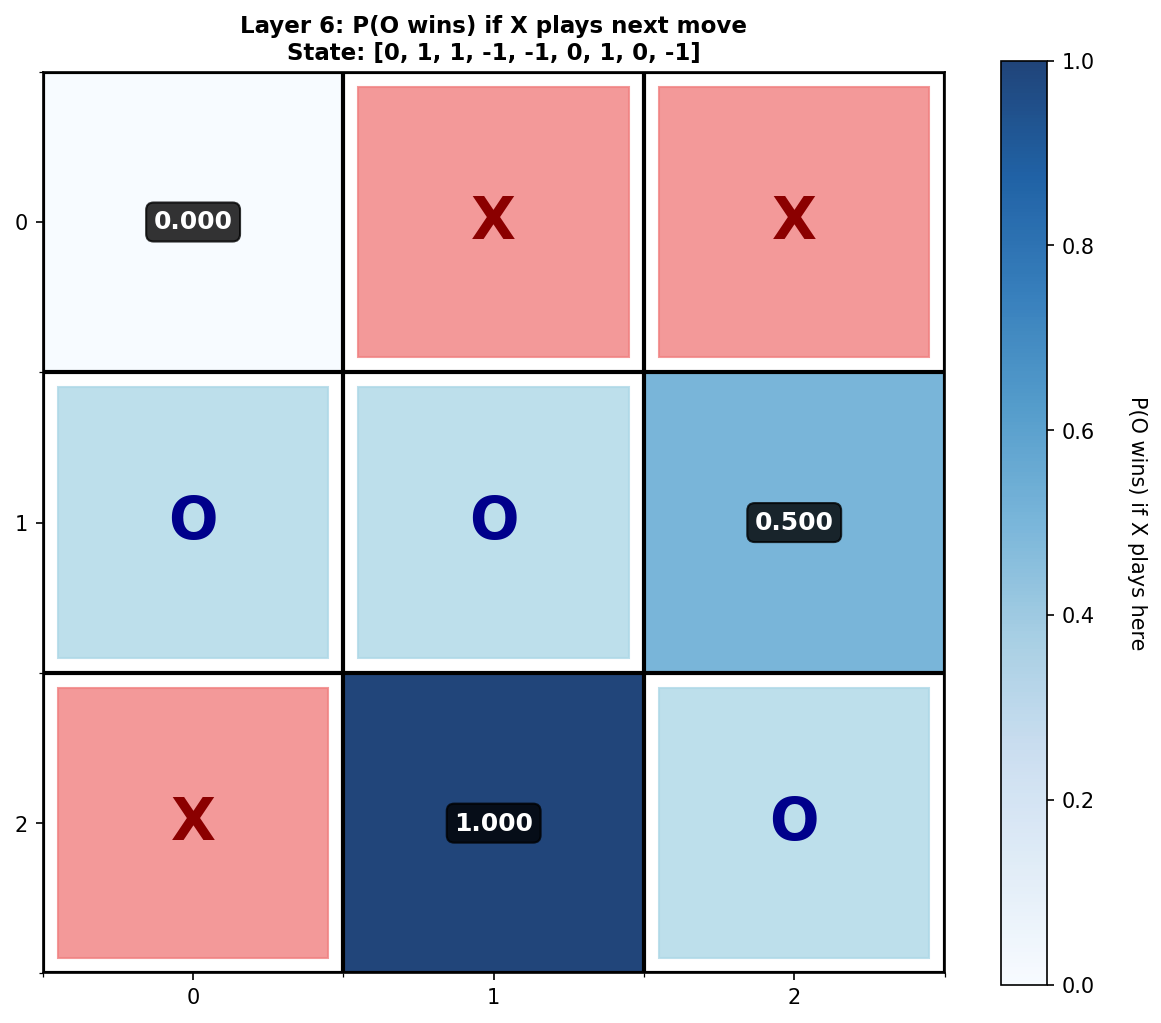 Layer 6: P(O wins) if X plays next move
State: [0, 1, 1, -1, -1, 0, 1, 0, -1]
0
0.000
X
X
1
O
O
0.500
2
X
1.000
O
0
1
2
1.0
0.8
0.6
0.4
0.2
0.0
P(O wins) if X plays here